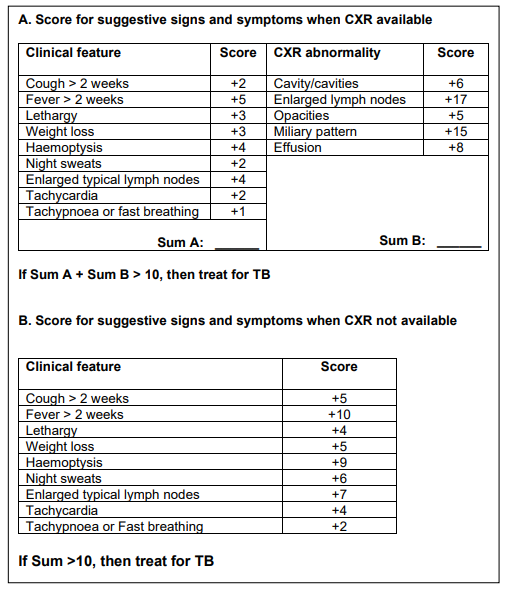 A. Score for suggestive signs and symptoms when CXR available
Clinical feature Score CXR abnormality Score
Cough > 2 weeks +2 Cavity/cavities +6
Fever > 2 weeks +5 Enlarged lymph nodes +17
Lethargy +3 Opacities +5
Weight loss +3 Miliary pattern +15
Haemoptysis +4 Effusion +8
Night sweats +2
Enlarged typical lymph nodes +4
Tachycardia +2
Tachypnoea or fast breathing +1
Sum A: ______ Sum B: ______
If Sum A + Sum B > 10, then treat for TB
B. Score for suggestive signs and symptoms when CXR not available
Clinical feature Score
Cough > 2 weeks +5
Fever > 2 weeks +10
Lethargy +4
Weight loss +5
Haemoptysis +9
Night sweats +6
Enlarged typical lymph nodes +7
Tachycardia +4
Tachypnoea or Fast breathing +2
If Sum >10, then treat for TB